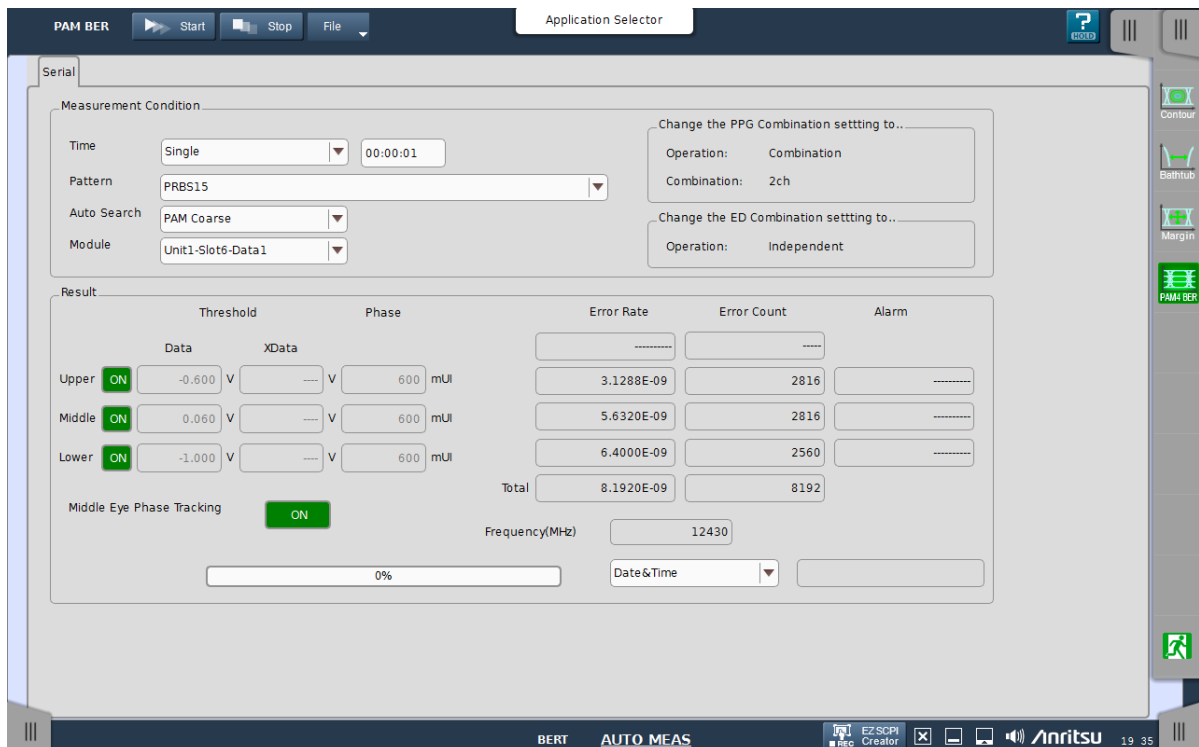 PAM BER Start Stop File Application Selector ? HOLD
Serial
Contour
Bathtub
Margin
PAM4 BER
Measurement Condition
Time Single 00:00:01
Pattern PRBS15
Auto Search PAM Coarse
Module Unit1-Slot6-Data1
Change the PPG Combination settting to..
Operation: Combination
Combination: 2ch
Change the ED Combination settting to..
Operation: Independent
Result
Threshold Phase Error Rate Error Count Alarm
Data XData
---------- -----
Upper ON -0.600 V ---- V 600 mUI 3.1288E-09 2816 ----------
Middle ON 0.060 V ---- V 600 mUI 5.6320E-09 2816 ----------
Lower ON -1.000 V ---- V 600 mUI 6.4000E-09 2560 ----------
Total 8.1920E-09 8192
Middle Eye Phase Tracking ON
Frequency(MHz) 12430
0% Date&Time
BERT AUTO MEAS REC EZSCPI Creator Anritsu 19 35